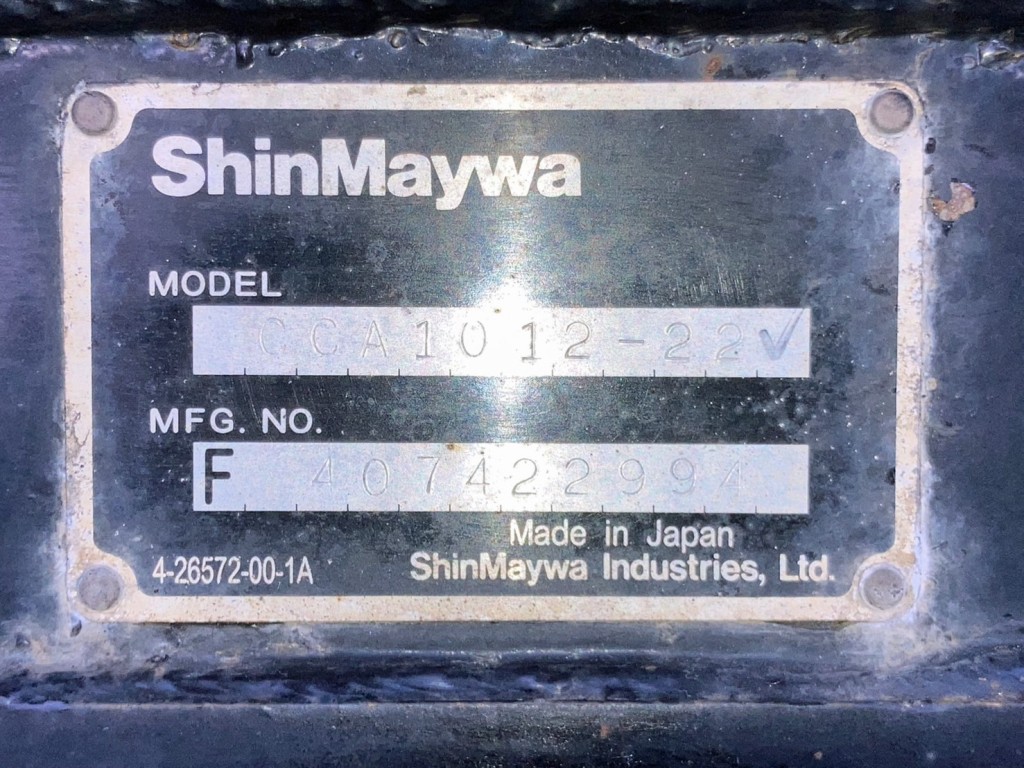 ShinMaywa
MODEL
CCA1012-22✓
MFG. NO.
F 407422994
Made in Japan
4-26572-00-1A ShinMaywa Industries, Ltd.